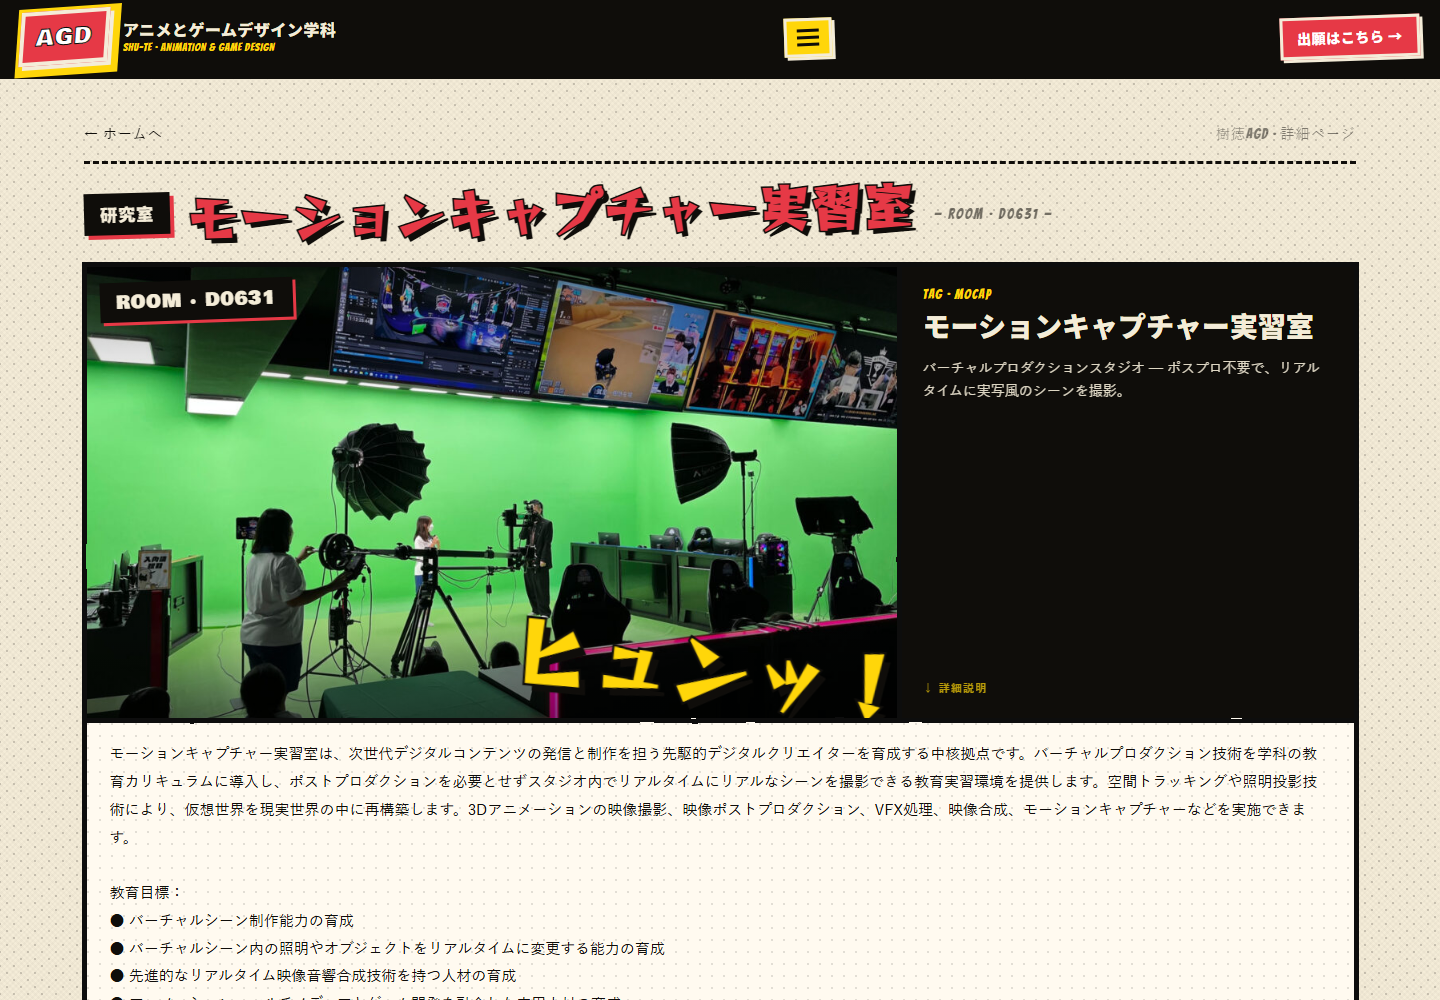 AGD
アニメとゲームデザイン学科
SHU-TE · ANIMATION & GAME DESIGN
出願はこちら →
← ホームへ
樹徳AGD · 詳細ページ
研究室
モーションキャプチャー実習室
— ROOM · D0631 —
ROOM · D0631
ヒュンッ！
TAG · MOCAP
モーションキャプチャー実習室
バーチャルプロダクションスタジオ — ポスプロ不要で、リアル
タイムに実写風のシーンを撮影。
↓ 詳細説明
モーションキャプチャー実習室は、次世代デジタルコンテンツの発信と制作を担う先駆的デジタルクリエイターを育成する中核拠点です。バーチャルプロダクション技術を学科の教
育カリキュラムに導入し、ポストプロダクションを必要とせずスタジオ内でリアルタイムにリアルなシーンを撮影できる教育実習環境を提供します。空間トラッキングや照明投影技
術により、仮想世界を現実世界の中に再構築します。3Dアニメーションの映像撮影、映像ポストプロダクション、VFX処理、映像合成、モーションキャプチャーなどを実施できま
す。
教育目標：
● バーチャルシーン制作能力の育成
● バーチャルシーン内の照明やオブジェクトをリアルタイムに変更する能力の育成
● 先進的なリアルタイム映像音響合成技術を持つ人材の育成